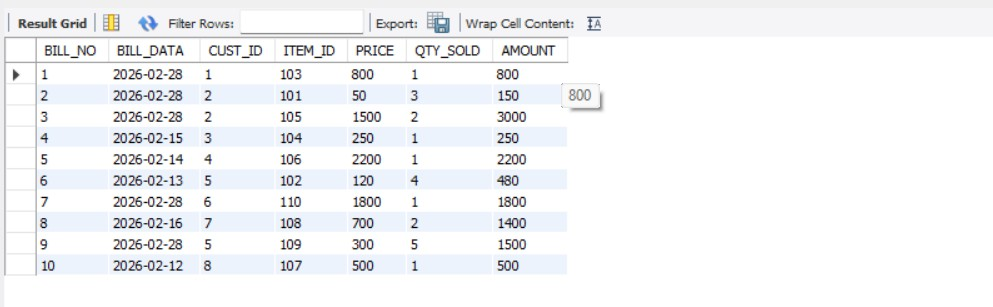 Result Grid Filter Rows: Export: Wrap Cell Content: IA
BILL_NO BILL_DATA CUST_ID ITEM_ID PRICE QTY_SOLD AMOUNT
1 2026-02-28 1 103 800 1 800
2 2026-02-28 2 101 50 3 150 800
3 2026-02-28 2 105 1500 2 3000
4 2026-02-15 3 104 250 1 250
5 2026-02-14 4 106 2200 1 2200
6 2026-02-13 5 102 120 4 480
7 2026-02-28 6 110 1800 1 1800
8 2026-02-16 7 108 700 2 1400
9 2026-02-28 5 109 300 5 1500
10 2026-02-12 8 107 500 1 500